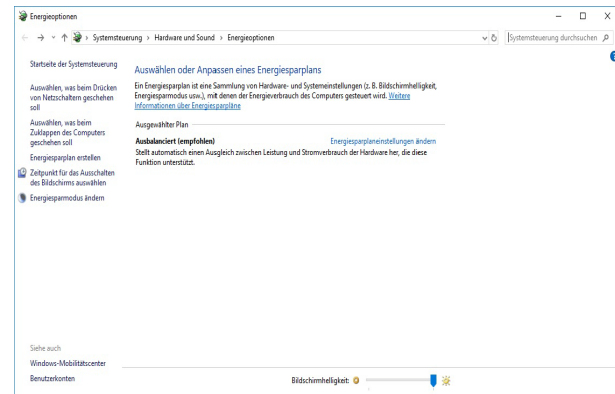 Energieoptionen
Systemsteuerung > Hardware und Sound > Energieoptionen
Systemsteuerung durchsuchen
Startseite der Systemsteuerung
Auswählen, was beim Drücken
von Netzschaltern geschehen
soll
Auswählen, was beim
Zuklappen des Computers
geschehen soll
Energiesparplan erstellen
Zeitpunkt für das Ausschalten
des Bildschirms auswählen
Energiesparmodus ändern
Auswählen oder Anpassen eines Energiesparplans
Ein Energiesparplan ist eine Sammlung von Hardware- und Systemeinstellungen (z. B. Bildschirmhelligkeit,
Energiesparmodus usw.), mit denen der Energieverbrauch des Computers gesteuert wird. Weitere
Informationen über Energiesparpläne
Ausgewählter Plan
Ausbalanciert (empfohlen) Energiesparplaneinstellungen ändern
Stellt automatisch einen Ausgleich zwischen Leistung und Stromverbrauch der Hardware her, die diese
Funktion unterstützt.
Siehe auch
Windows-Mobilitätscenter
Benutzerkonten
Bildschirmhelligkeit: